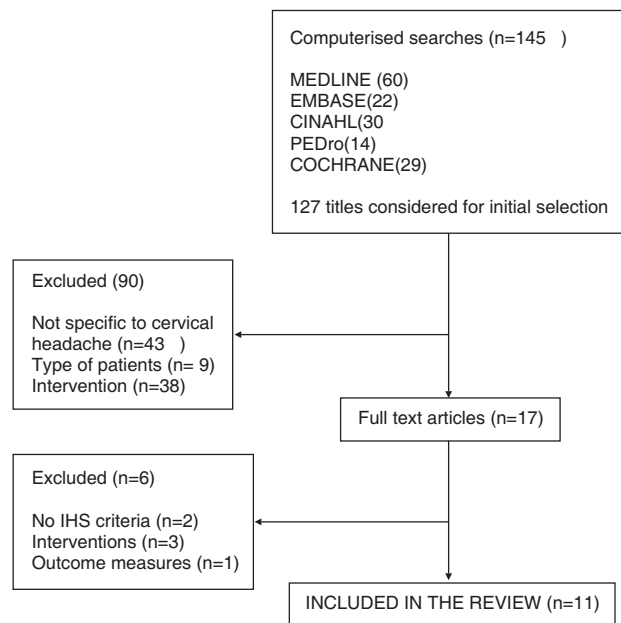 Computerised searches (n=145 )
MEDLINE (60)
EMBASE(22)
CINAHL(30
PEDro(14)
COCHRANE(29)
127 titles considered for initial selection
Excluded (90)
Not specific to cervical
headache (n=43 )
Type of patients (n= 9)
Intervention (n=38)
Full text articles (n=17)
Excluded (n=6)
No IHS criteria (n=2)
Interventions (n=3)
Outcome measures (n=1)
INCLUDED IN THE REVIEW (n=11)